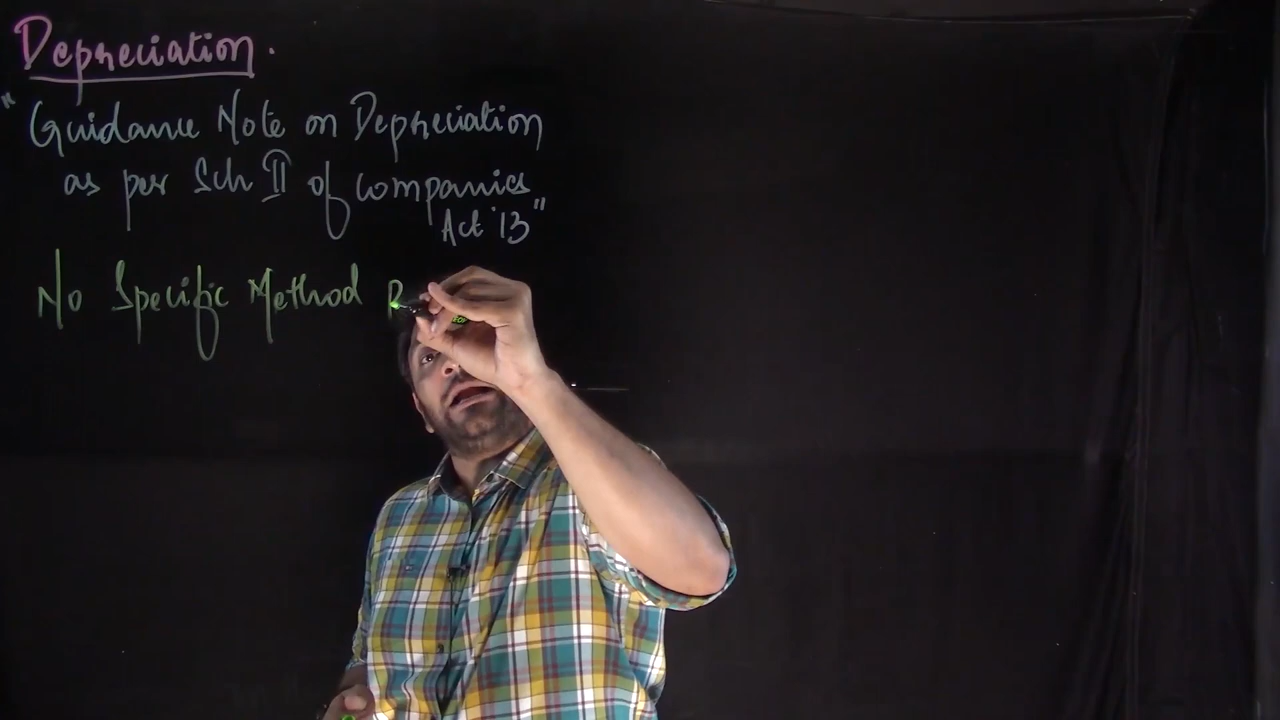 Depreciation.
"Guidance Note on Depreciation
as per Sch II of companies
Act '13"
No Specific Method